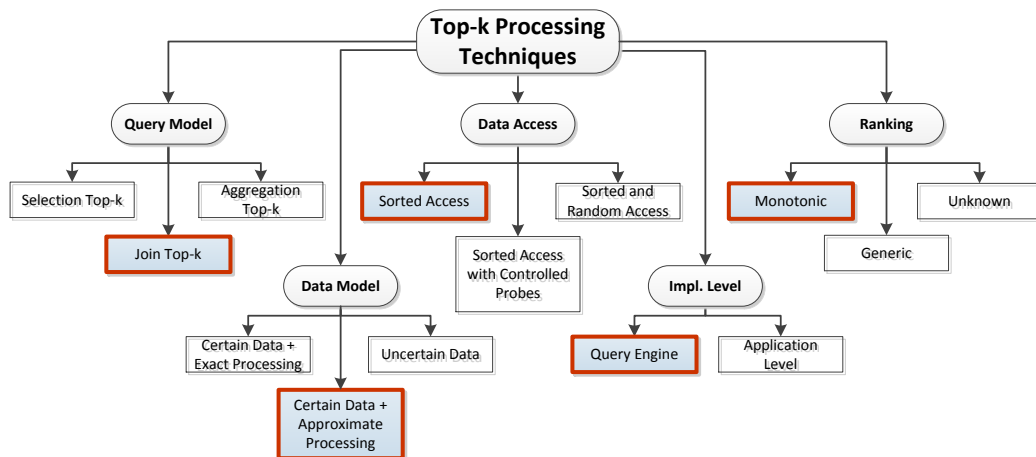 Top-k Processing
Techniques
Query Model
Data Access
Ranking
Selection Top-k
Aggregation
Top-k
Join Top-k
Sorted Access
Sorted and
Random Access
Sorted Access
with Controlled
Probes
Monotonic
Unknown
Generic
Data Model
Impl. Level
Certain Data +
Exact Processing
Uncertain Data
Certain Data +
Approximate
Processing
Query Engine
Application
Level